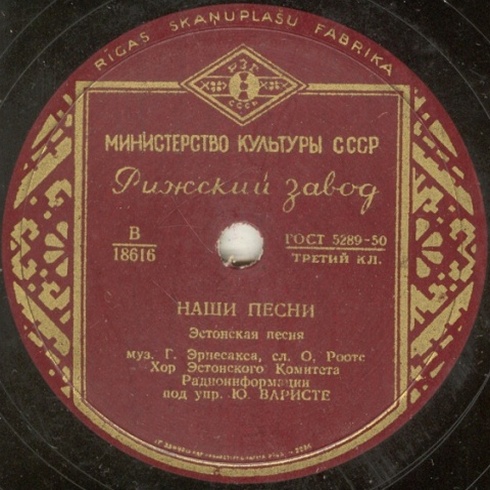 RĪGAS SKAŅUPLAŠU FABRIKA
РЗГ
СССР
МИНИСТЕРСТВО КУЛЬТУРЫ СССР
Рижский завод
В
18616
ГОСТ 5289-50
ТРЕТИЙ КЛ.
НАШИ ПЕСНИ
Эстонская песня
муз. Г. Эрнесакса, сл. О. Роотс
Хор Эстонского Комитета
Радиоинформации
под упр. Ю. ВАРИСТЕ